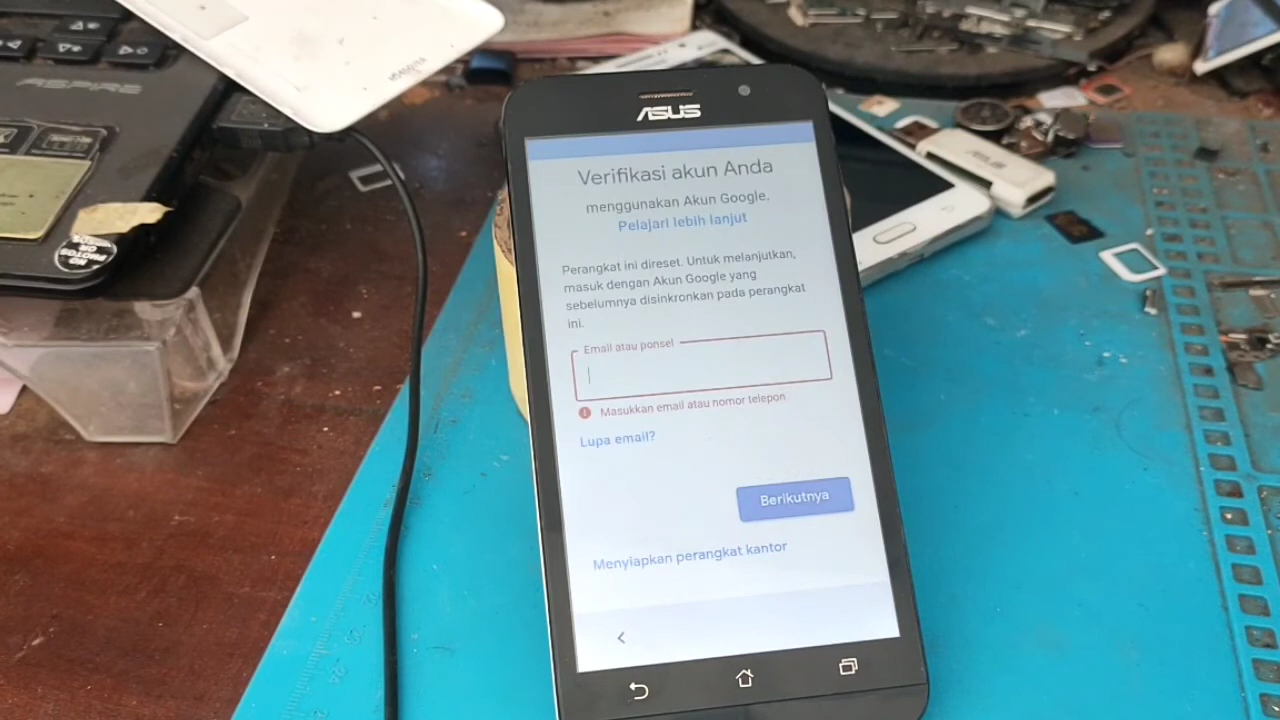 ASPIRE
ASUS
Verifikasi akun Anda
menggunakan Akun Google.
Pelajari lebih lanjut
Perangkat ini direset. Untuk melanjutkan,
masuk dengan Akun Google yang
sebelumnya disinkronkan pada perangkat
ini.
Email atau ponsel
Masukkan email atau nomor telepon
Lupa email?
Berikutnya
Menyiapkan perangkat kantor